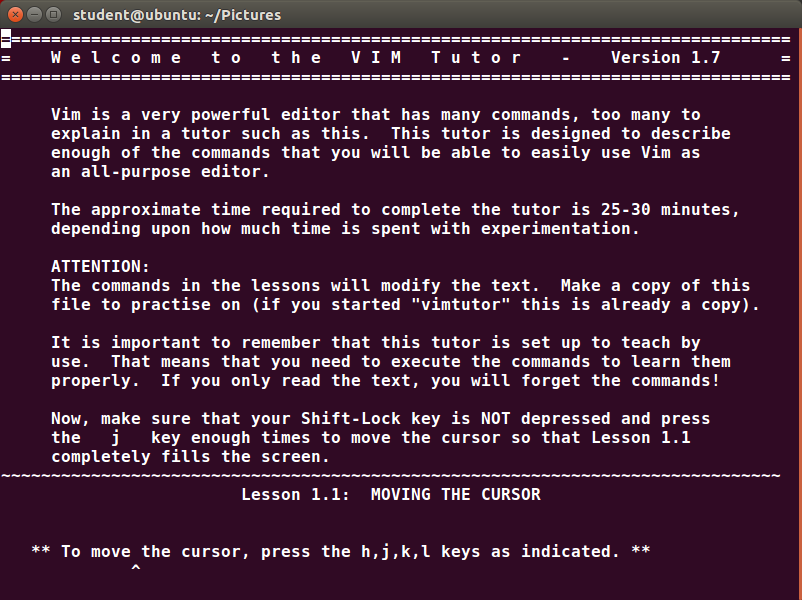 student@ubuntu: ~/Pictures
===============================================================================
=    W e l c o m e   t o   t h e   V I M   T u t o r    -    Version 1.7      =
===============================================================================

     Vim is a very powerful editor that has many commands, too many to
     explain in a tutor such as this.  This tutor is designed to describe
     enough of the commands that you will be able to easily use Vim as
     an all-purpose editor.

     The approximate time required to complete the tutor is 25-30 minutes,
     depending upon how much time is spent with experimentation.

     ATTENTION:
     The commands in the lessons will modify the text.  Make a copy of this
     file to practise on (if you started "vimtutor" this is already a copy).

     It is important to remember that this tutor is set up to teach by
     use.  That means that you need to execute the commands to learn them
     properly.  If you only read the text, you will forget the commands!

     Now, make sure that your Shift-Lock key is NOT depressed and press
     the   j   key enough times to move the cursor so that Lesson 1.1
     completely fills the screen.
~~~~~~~~~~~~~~~~~~~~~~~~~~~~~~~~~~~~~~~~~~~~~~~~~~~~~~~~~~~~~~~~~~~~~~~~~~~~~~
                        Lesson 1.1:  MOVING THE CURSOR


   ** To move the cursor, press the h,j,k,l keys as indicated. **
             ^